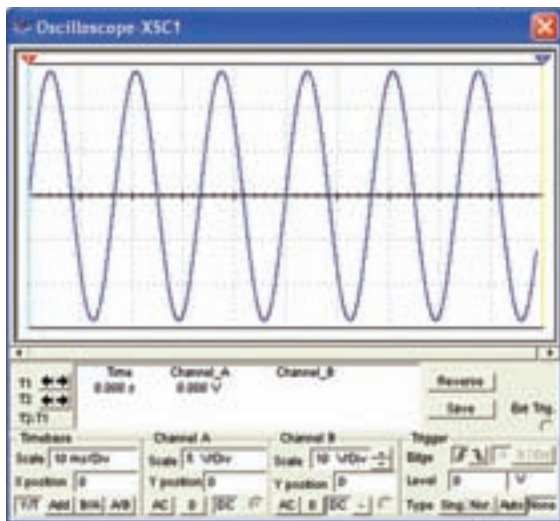 Oscilloscope-XSC1
1
2
Time Channel_A Channel_B
T1 0.000 s 0.000 V
T2
T2-T1
Reverse
Save
Ext Trig
Timebase
Scale 10 ms/Div
X position 0
Y/T Add B/A A/B
Channel A
Scale 5 V/Div
Y position 0
AC 0 DC
Channel B
Scale 10 V/Div
Y position 0
AC 0 DC -
Trigger
Edge
Level 0 V
Type Sing. Nor. Auto None